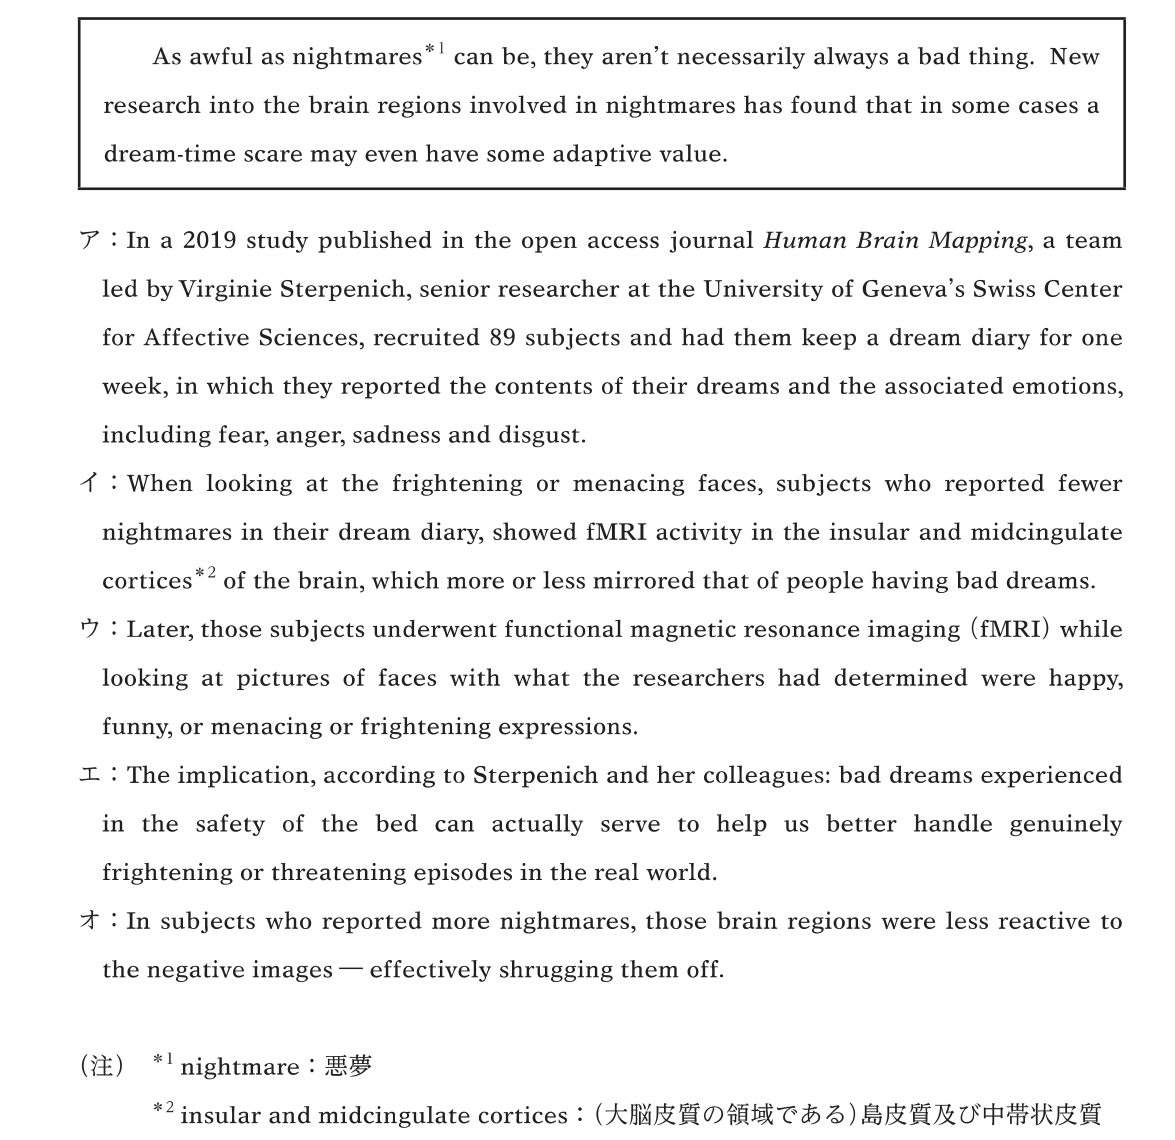 As awful as nightmares*1 can be, they aren’t necessarily always a bad thing. New
research into the brain regions involved in nightmares has found that in some cases a
dream-time scare may even have some adaptive value.
ア：In a 2019 study published in the open access journal Human Brain Mapping, a team
led by Virginie Sterpenich, senior researcher at the University of Geneva’s Swiss Center
for Affective Sciences, recruited 89 subjects and had them keep a dream diary for one
week, in which they reported the contents of their dreams and the associated emotions,
including fear, anger, sadness and disgust.
イ：When looking at the frightening or menacing faces, subjects who reported fewer
nightmares in their dream diary, showed fMRI activity in the insular and midcingulate
cortices*2 of the brain, which more or less mirrored that of people having bad dreams.
ウ：Later, those subjects underwent functional magnetic resonance imaging（fMRI）while
looking at pictures of faces with what the researchers had determined were happy,
funny, or menacing or frightening expressions.
エ：The implication, according to Sterpenich and her colleagues: bad dreams experienced
in the safety of the bed can actually serve to help us better handle genuinely
frightening or threatening episodes in the real world.
オ：In subjects who reported more nightmares, those brain regions were less reactive to
the negative images — effectively shrugging them off.
（注） *1 nightmare：悪夢
*2 insular and midcingulate cortices：（大脳皮質の領域である）島皮質及び中帯状皮質